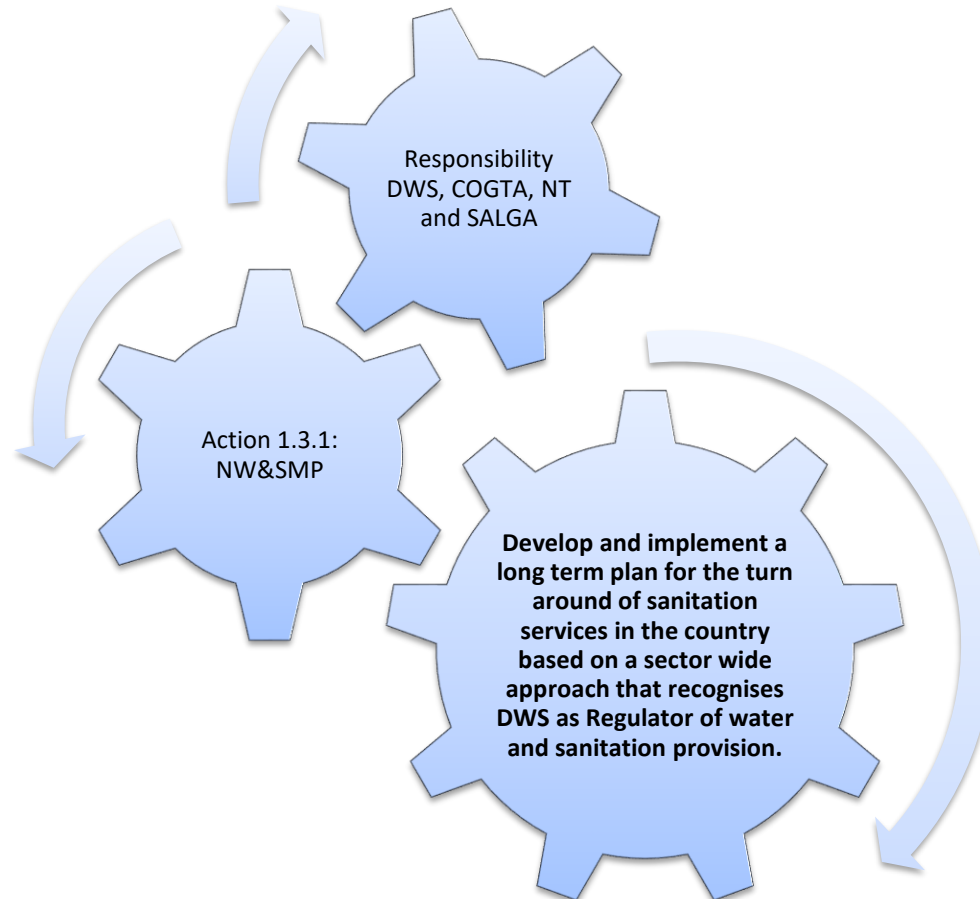 Responsibility
DWS, COGTA, NT
and SALGA
Action 1.3.1:
NW&SMP
Develop and implement a
long term plan for the turn
around of sanitation
services in the country
based on a sector wide
approach that recognises
DWS as Regulator of water
and sanitation provision.